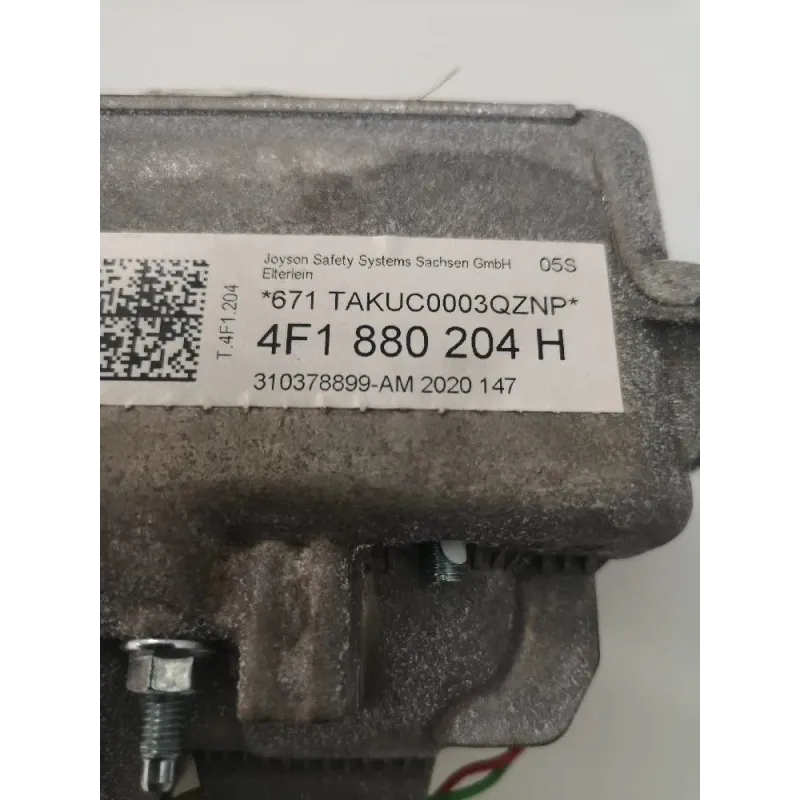 Joyson Safety Systems Sachsen GmbH 05S
Elterlein
*671 TAKUC0003QZNP*
T.4F1.204
4F1 880 204 H
310378899-AM 2020 147